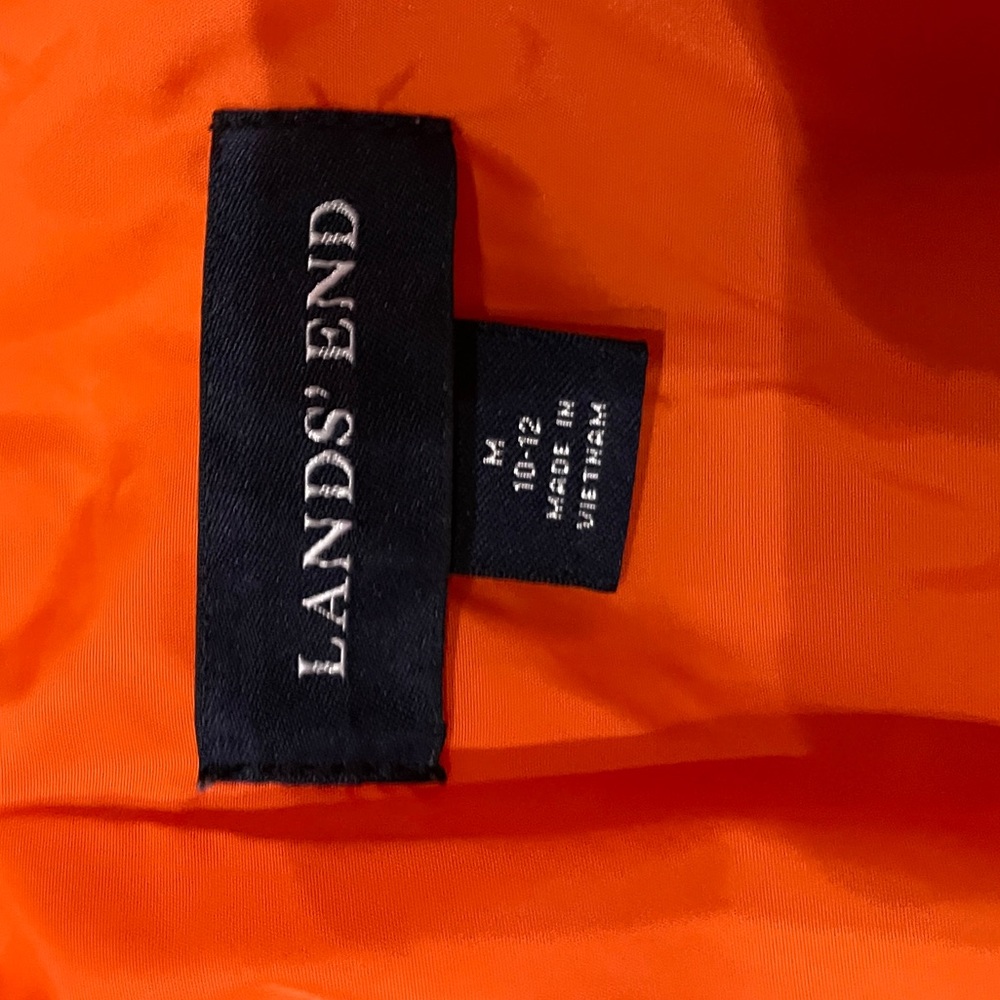 LANDS' END
M
10-12
MADE IN
VIETNAM